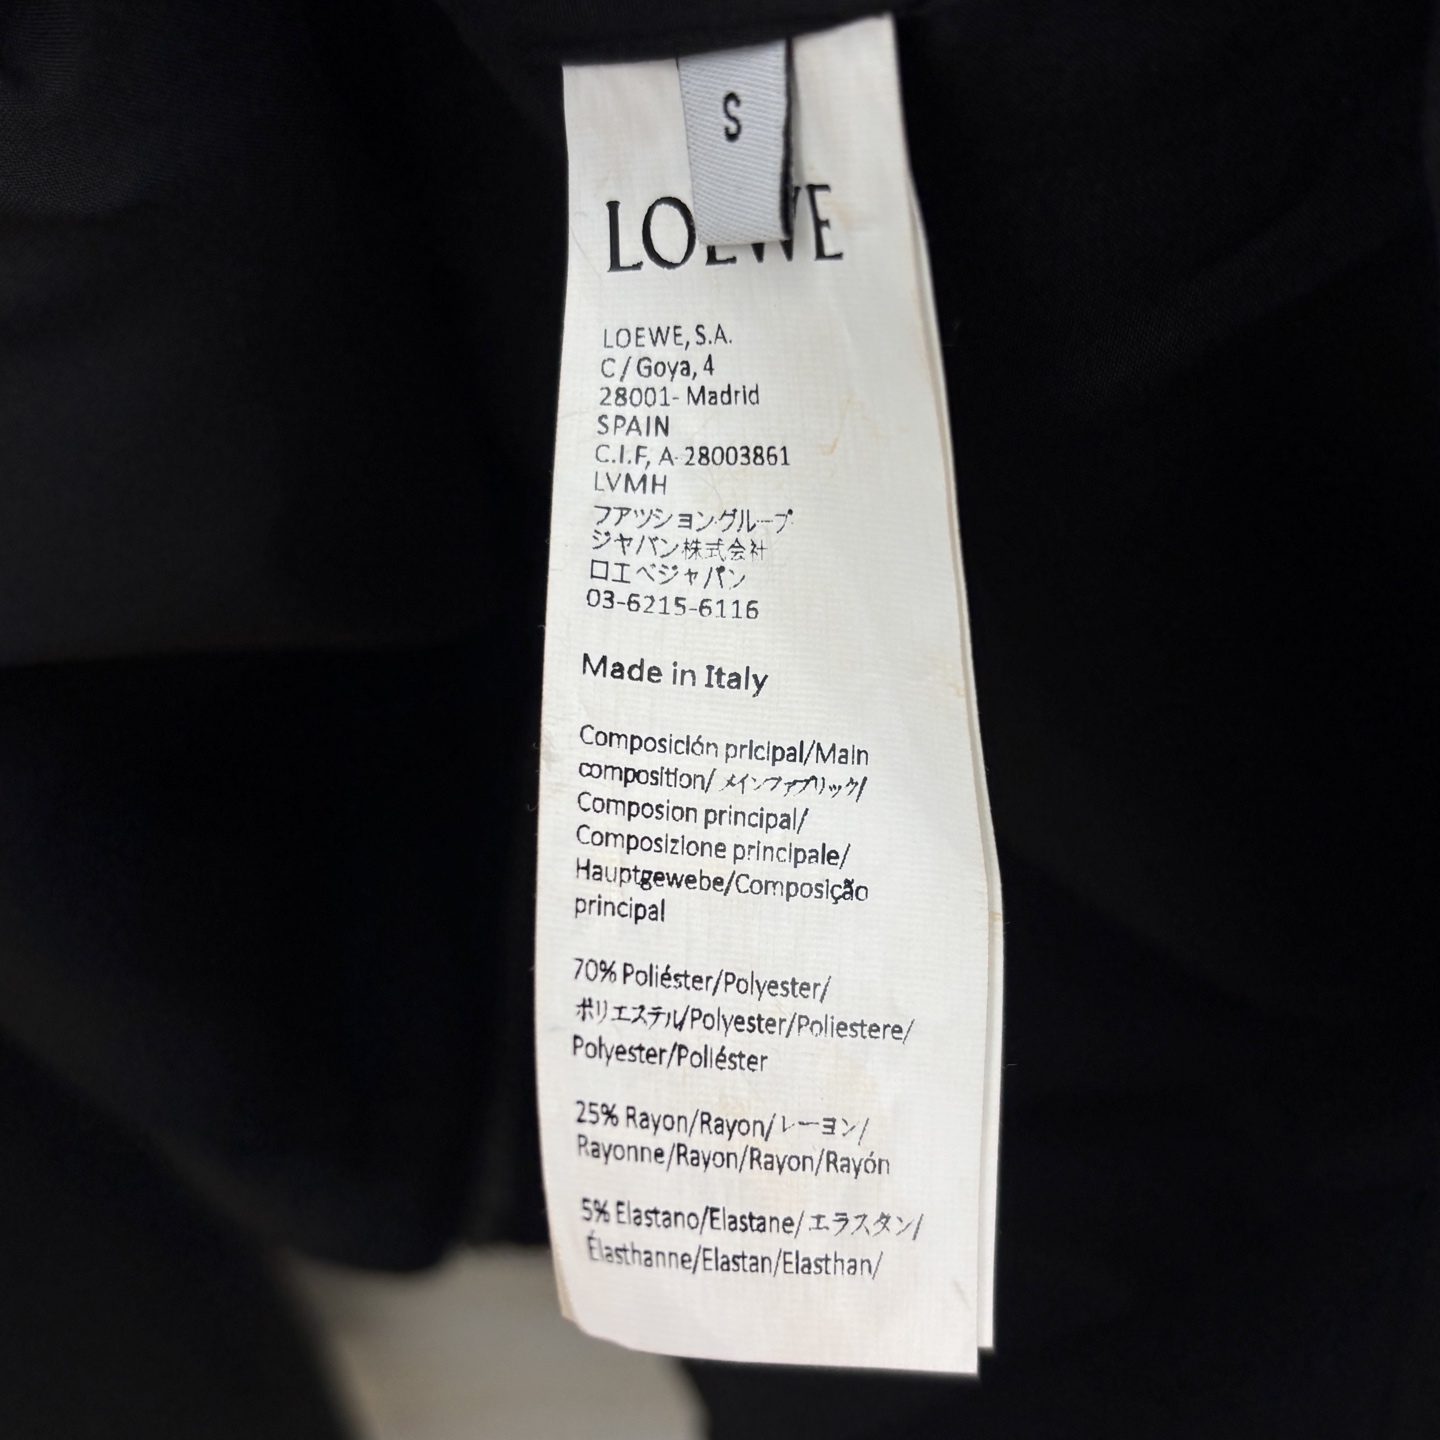 S
LOEWE
LOEWE, S.A.
C / Goya, 4
28001- Madrid
SPAIN
C.I.F, A-28003861
LVMH
フアツション・グループ
ジャパン株式会社
ロエベジャパン
03-6215-6116
Made in Italy
Composición pricipal/Main
composition/ メインファブリック/
Composion principal/
Composizione principale/
Hauptgewebe/Composição
principal
70% Poliéster/Polyester/
ポリエステル/Polyester/Poliestere/
Polyester/Poliéster
25% Rayon/Rayon/レーヨン/
Rayonne/Rayon/Rayon/Rayón
5% Elastano/Elastane/エラスタン/
Élasthanne/Elastan/Elasthan/